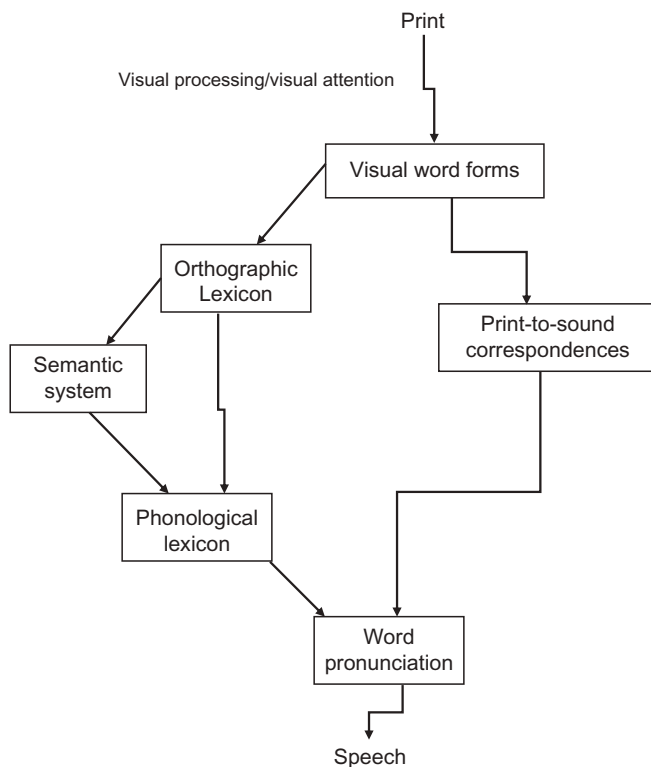 Print
Visual processing/visual attention
Visual word forms
Orthographic
Lexicon
Print-to-sound
correspondences
Semantic
system
Phonological
lexicon
Word
pronunciation
Speech